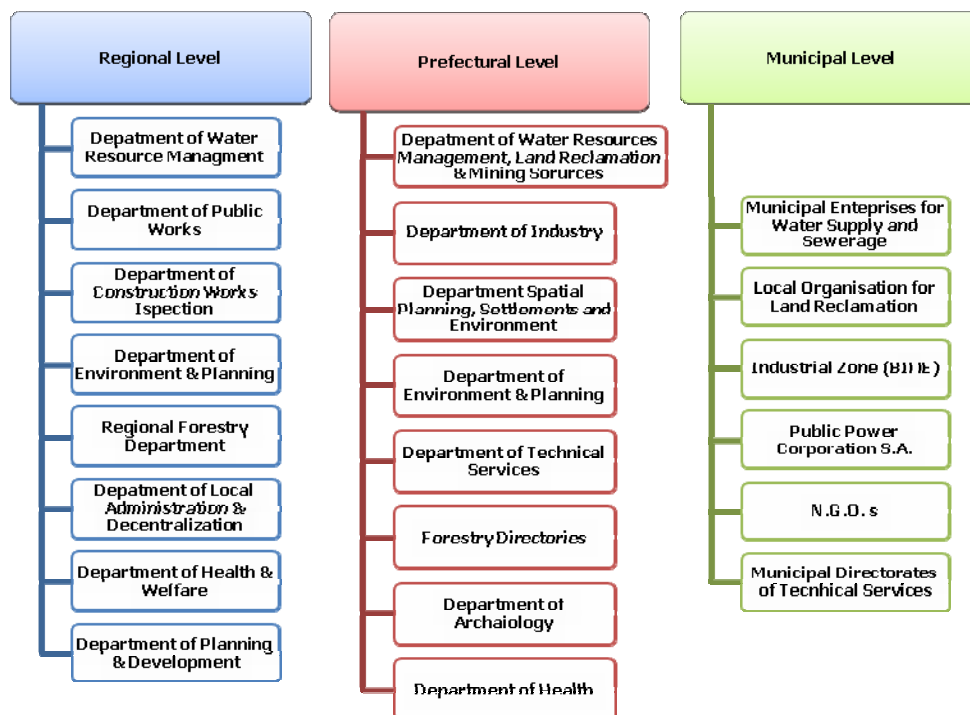 Regional Level
Depatment of Water
Resource Managment
Department of Public
Works
Department of
Construction Works
Ispection
Department of
Environment & Planning
Regional Forestry
Department
Depatment of Local
Administration &
Decentralization
Department of Health &
Welfare
Department of Planning
& Development
Prefectural Level
Depatment of Water Resources
Management, Land Reclamation
& Mining Sorurces
Department of Industry
Department Spatial
Planning, Settlements and
Environment
Department of
Environment & Planning
Department of Technical
Services
Forestry Directories
Department of
Archaiology
Department of Health
Municipal Level
Municipal Enteprises for
Water Supply and
Sewerage
Local Organisation for
Land Reclamation
Industrial Zone
Public Power
Corporation S.A.
N.G.O. s
Municipal Directorates
of Tecnhical Services